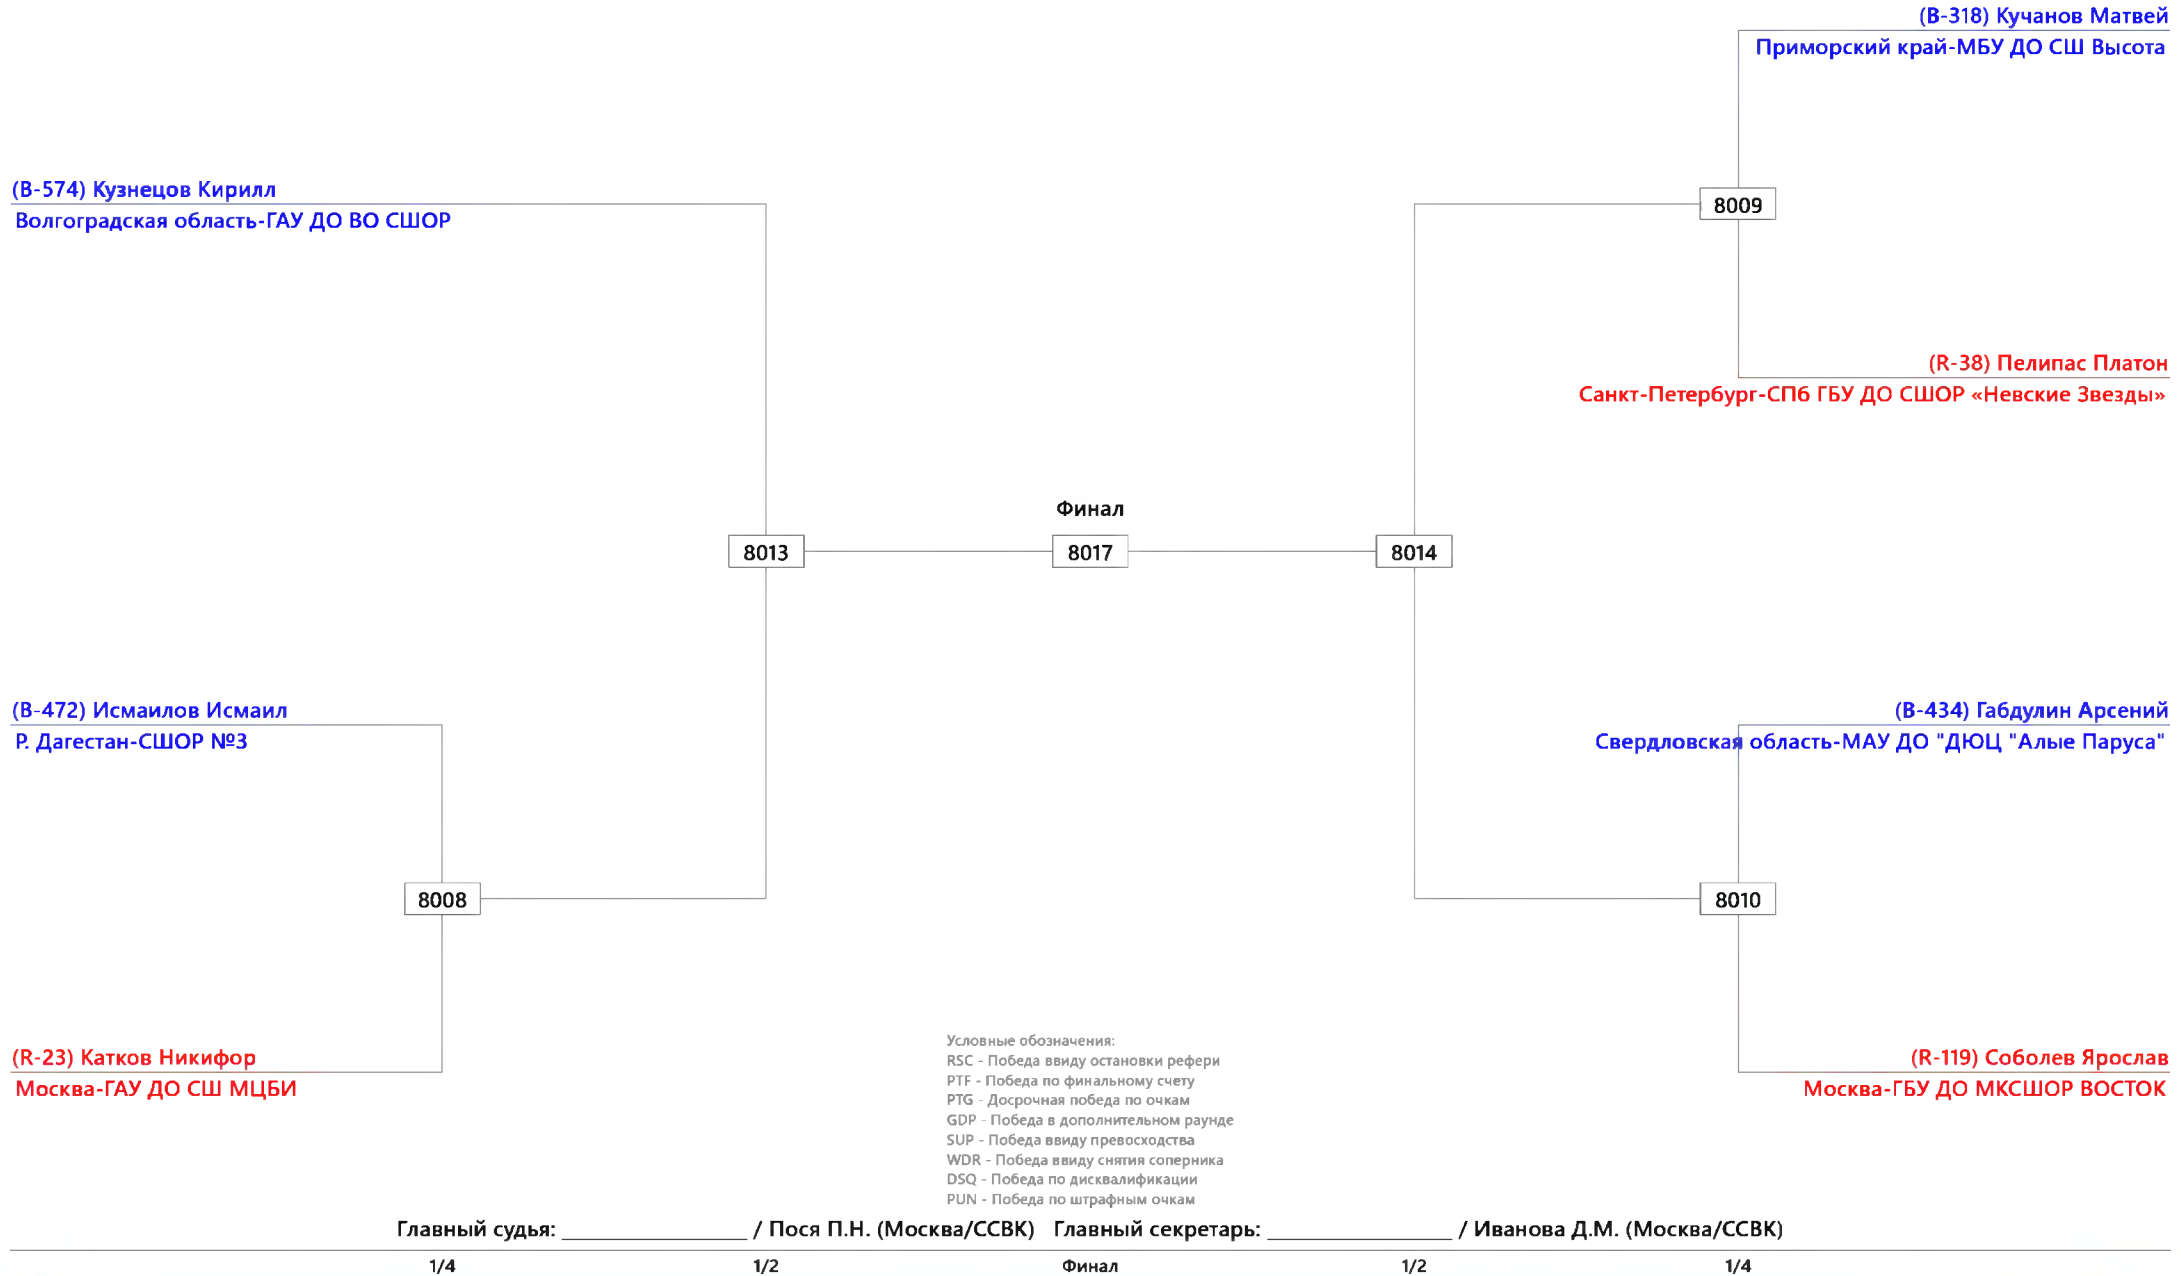 (B-318) Кучанов Матвей
Приморский край-МБУ ДО СШ Высота
(B-574) Кузнецов Кирилл
Волгоградская область-ГАУ ДО ВО СШОР
8009
(R-38) Пелипас Платон
Санкт-Петербург-СПб ГБУ ДО СШОР «Невские Звезды»
Финал
8013
8017
8014
(B-472) Исмаилов Исмаил
Р. Дагестан-СШОР №3
(B-434) Габдулин Арсений
Свердловская область-МАУ ДО "ДЮЦ "Алые Паруса"
8008
8010
(R-23) Катков Никифор
Москва-ГАУ ДО СШ МЦБИ
(R-119) Соболев Ярослав
Москва-ГБУ ДО МКСШОР ВОСТОК
Условные обозначения:
RSC - Победа ввиду остановки рефери
PTF - Победа по финальному счету
PTG - Досрочная победа по очкам
GDP - Победа в дополнительном раунде
SUP - Победа ввиду превосходства
WDR - Победа ввиду снятия соперника
DSQ - Победа по дисквалификации
PUN - Победа по штрафным очкам
Главный судья: ________________ / Пося П.Н. (Москва/ССВК) Главный секретарь: ________________ / Иванова Д.М. (Москва/ССВК)
1/4 1/2 Финал 1/2 1/4